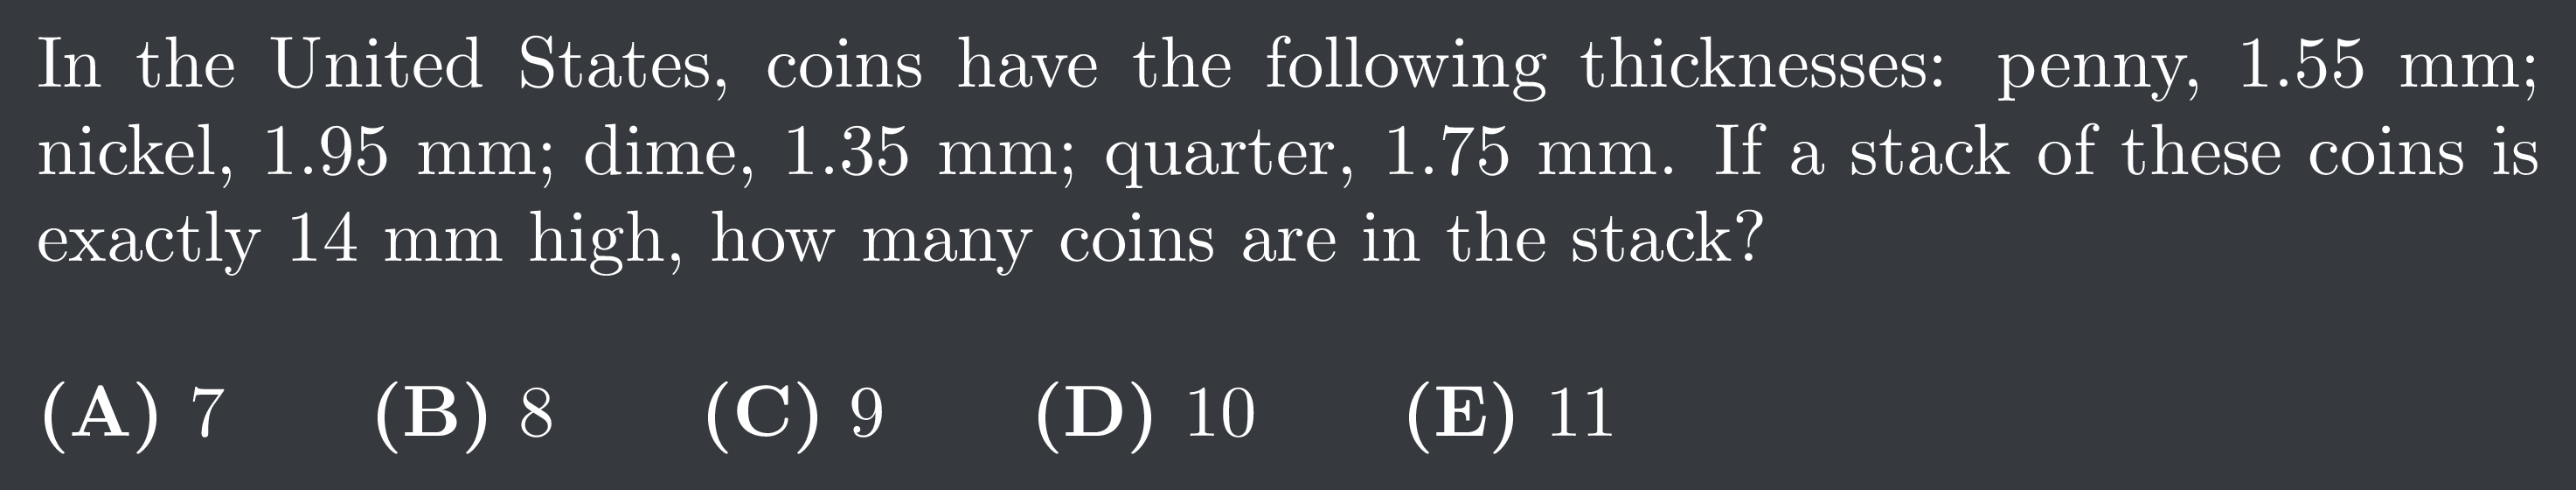 In the United States, coins have the following thicknesses: penny, 1.55 mm;
nickel, 1.95 mm; dime, 1.35 mm; quarter, 1.75 mm. If a stack of these coins is
exactly 14 mm high, how many coins are in the stack?
(A) 7 (B) 8 (C) 9 (D) 10 (E) 11